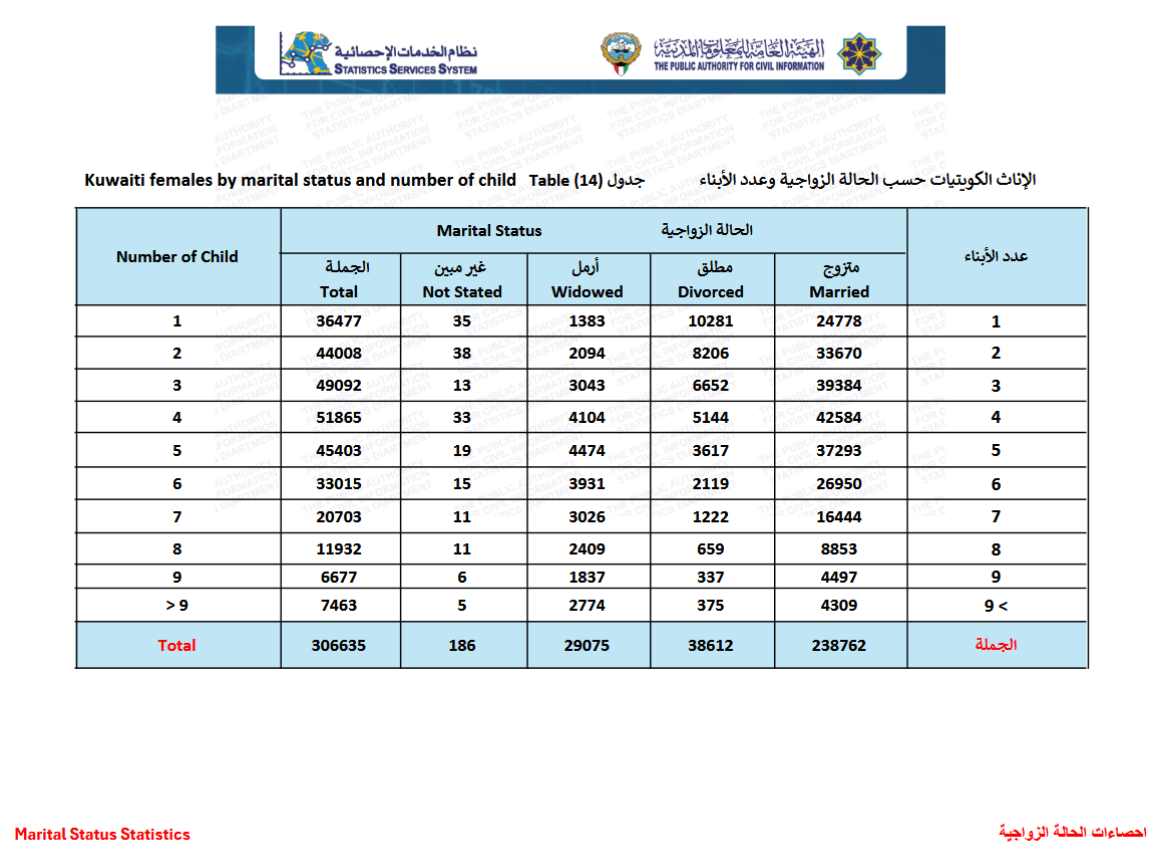 نظام الخدمات الإحصائية
STATISTICS SERVICES SYSTEM
الهيئة العامة للمعلومات المدنية
THE PUBLIC AUTHORITY FOR CIVIL INFORMATION
Kuwaiti females by marital status and number of child Table (14) جدول الإناث الكويتيات حسب الحالة الزواجية وعدد الأبناء
Number of Child Marital Status الحالة الزواجية عدد الأبناء
الجملة غير مبين أرمل مطلق متزوج
Total Not Stated Widowed Divorced Married
1 36477 35 1383 10281 24778 1
2 44008 38 2094 8206 33670 2
3 49092 13 3043 6652 39384 3
4 51865 33 4104 5144 42584 4
5 45403 19 4474 3617 37293 5
6 33015 15 3931 2119 26950 6
7 20703 11 3026 1222 16444 7
8 11932 11 2409 659 8853 8
9 6677 6 1837 337 4497 9
> 9 7463 5 2774 375 4309 9 <
Total 306635 186 29075 38612 238762 الجملة
Marital Status Statistics احصاءات الحالة الزواجية